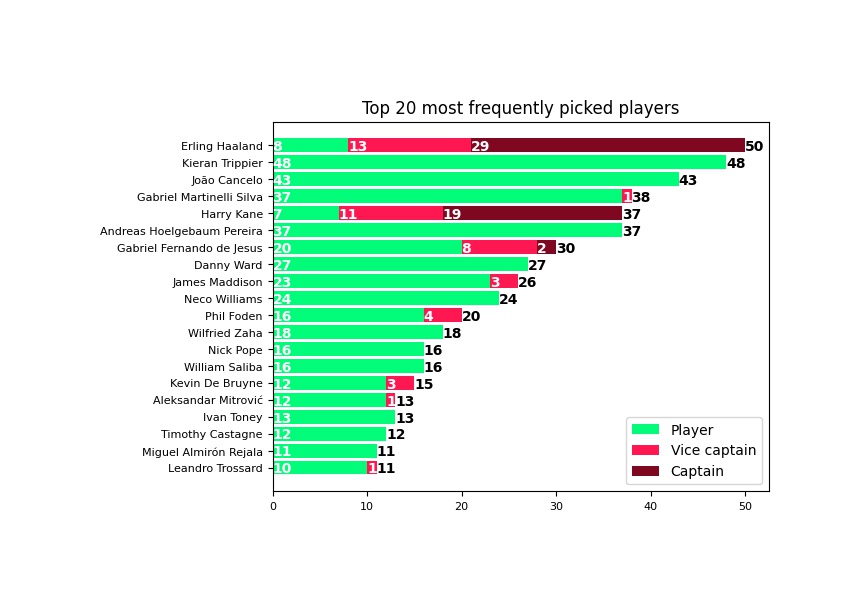 Top 20 most frequently picked players
Erling Haaland 8 13 29 50
Kieran Trippier 48 48
João Cancelo 43 43
Gabriel Martinelli Silva 37 1 38
Harry Kane 7 11 19 37
Andreas Hoelgebaum Pereira 37 37
Gabriel Fernando de Jesus 20 8 2 30
Danny Ward 27 27
James Maddison 23 3 26
Neco Williams 24 24
Phil Foden 16 4 20
Wilfried Zaha 18 18
Nick Pope 16 16
William Saliba 16 16
Kevin De Bruyne 12 3 15
Aleksandar Mitrović 12 1 13
Ivan Toney 13 13
Timothy Castagne 12 12
Miguel Almirón Rejala 11 11
Leandro Trossard 10 1 11
Player
Vice captain
Captain
0 10 20 30 40 50